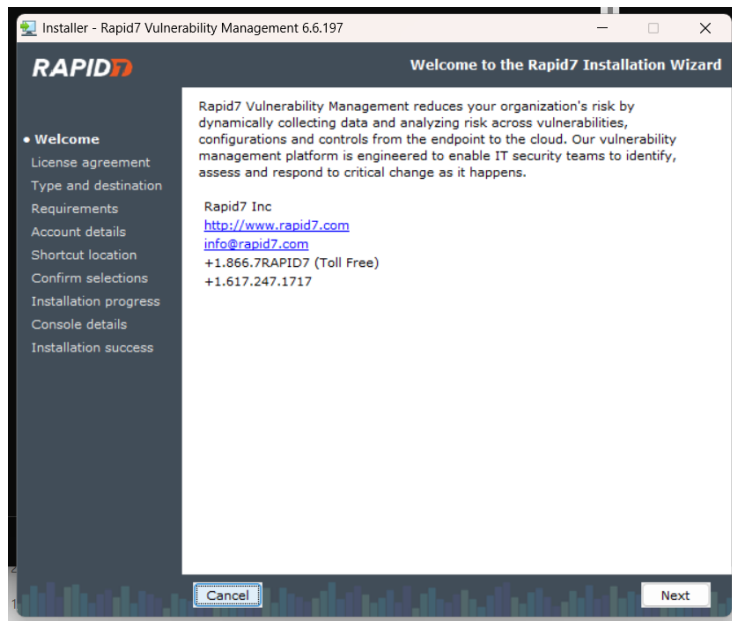 Installer - Rapid7 Vulnerability Management 6.6.197
RAPID7
Welcome to the Rapid7 Installation Wizard
• Welcome
License agreement
Type and destination
Requirements
Account details
Shortcut location
Confirm selections
Installation progress
Console details
Installation success
Rapid7 Vulnerability Management reduces your organization's risk by
dynamically collecting data and analyzing risk across vulnerabilities,
configurations and controls from the endpoint to the cloud. Our vulnerability
management platform is engineered to enable IT security teams to identify,
assess and respond to critical change as it happens.
Rapid7 Inc
http://www.rapid7.com
info@rapid7.com
+1.866.7RAPID7 (Toll Free)
+1.617.247.1717
Cancel
Next